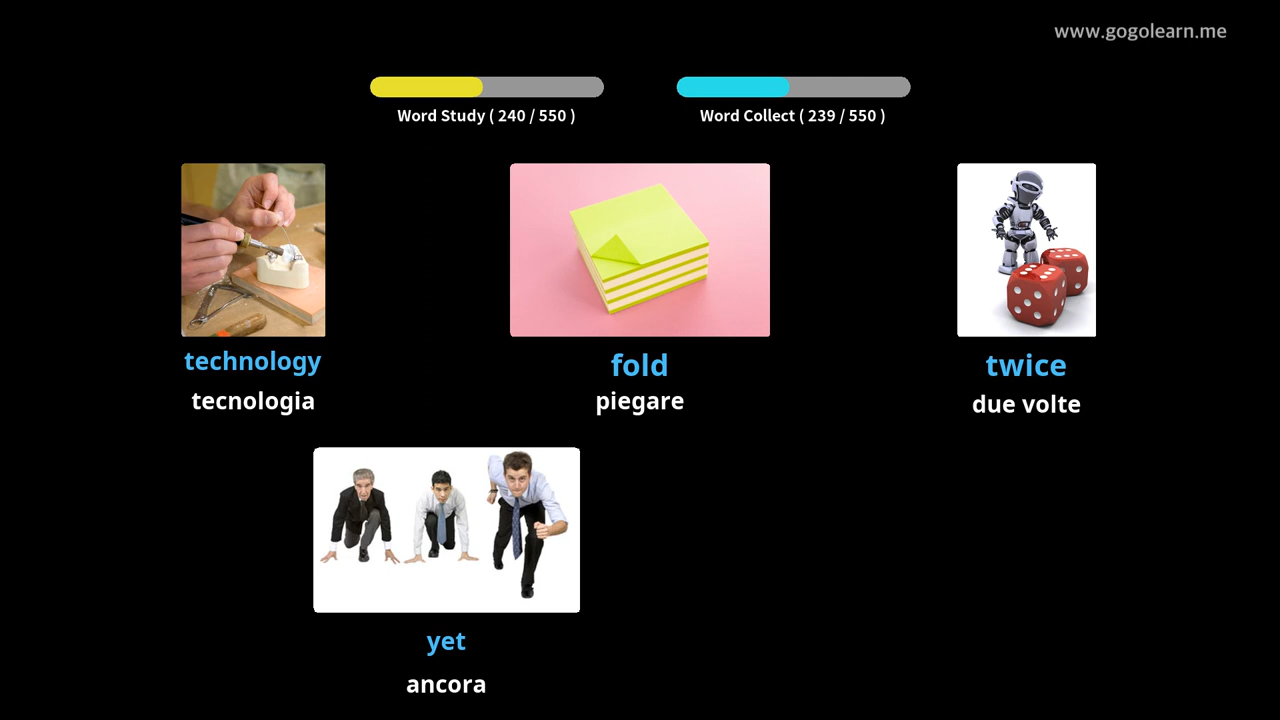 www.gogolearn.me
Word Study ( 240 / 550 )
Word Collect ( 239 / 550 )
technology
tecnologia
fold
piegare
twice
due volte
yet
ancora